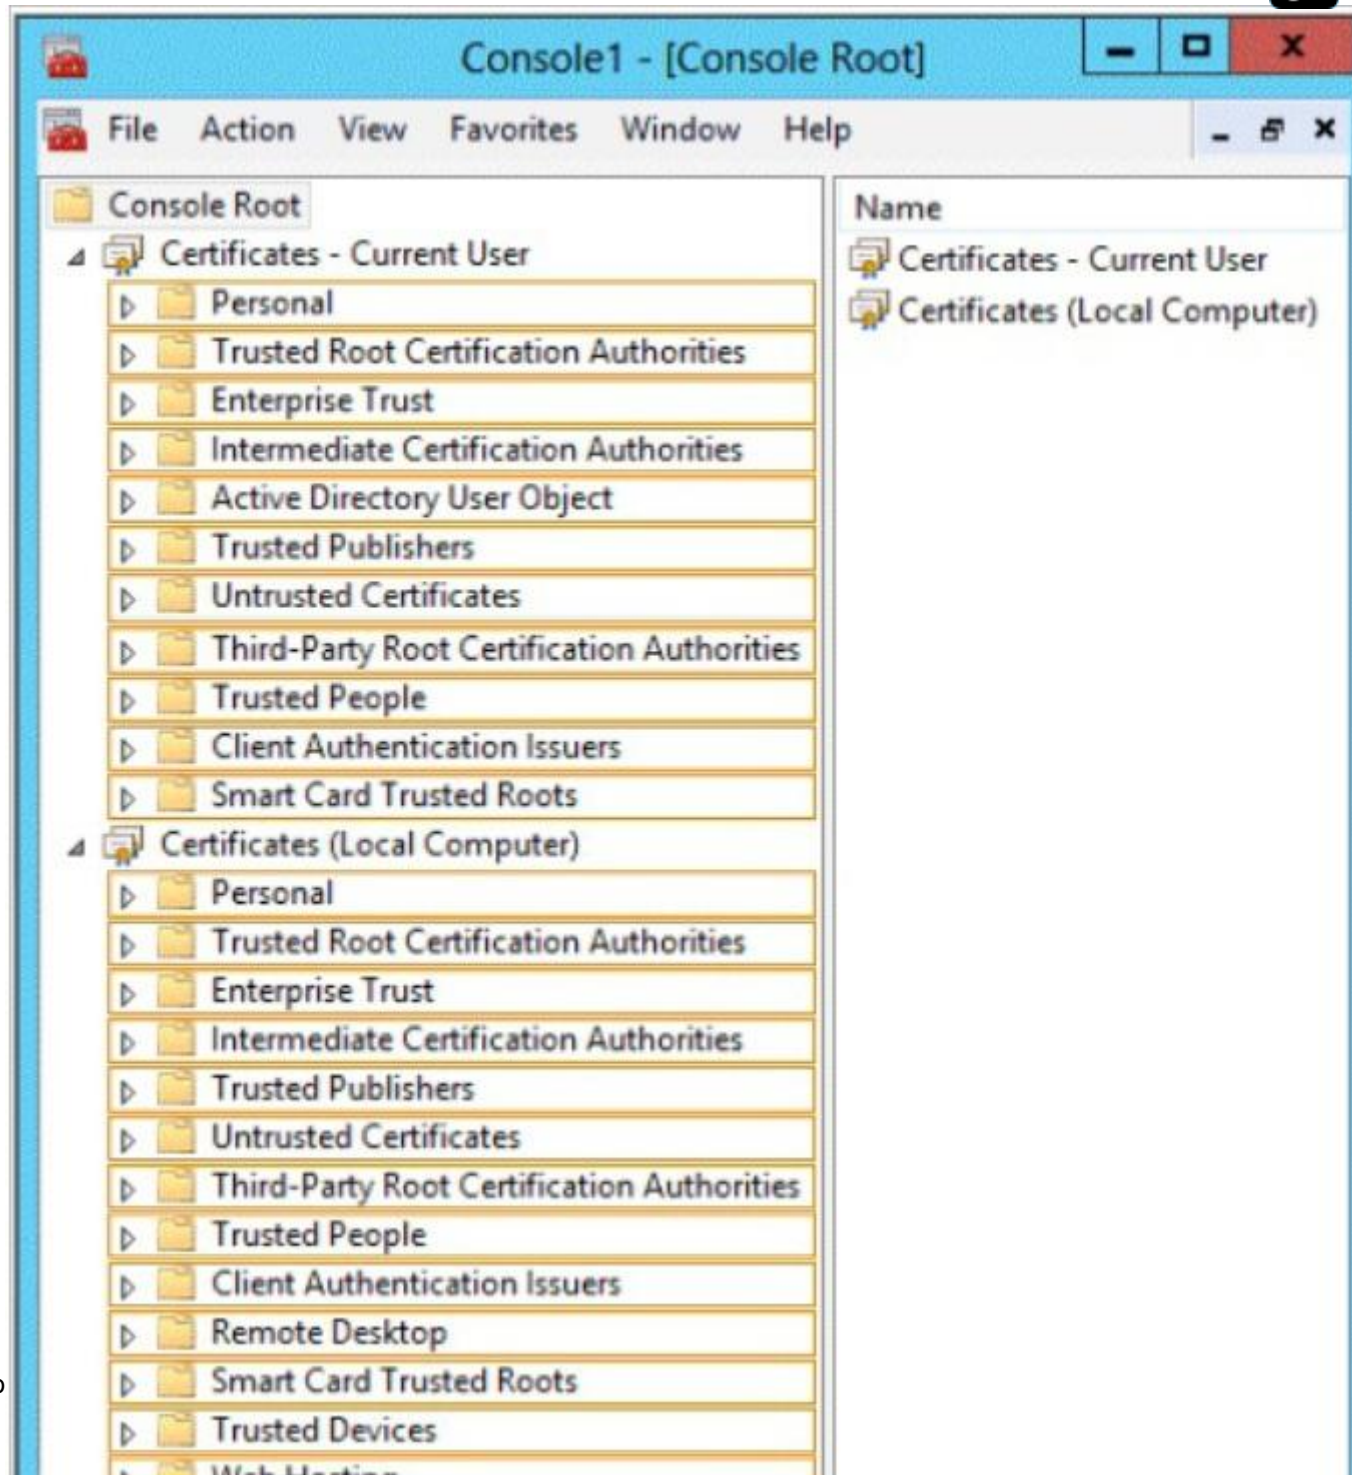 Console1 - [Console Root]
File Action View Favorites Window Help
Console Root
Certificates - Current User
Personal
Trusted Root Certification Authorities
Enterprise Trust
Intermediate Certification Authorities
Active Directory User Object
Trusted Publishers
Untrusted Certificates
Third-Party Root Certification Authorities
Trusted People
Client Authentication Issuers
Smart Card Trusted Roots
Certificates (Local Computer)
Personal
Trusted Root Certification Authorities
Enterprise Trust
Intermediate Certification Authorities
Trusted Publishers
Untrusted Certificates
Third-Party Root Certification Authorities
Trusted People
Client Authentication Issuers
Remote Desktop
Smart Card Trusted Roots
Trusted Devices
Web Hosting
Name
Certificates - Current User
Certificates (Local Computer)